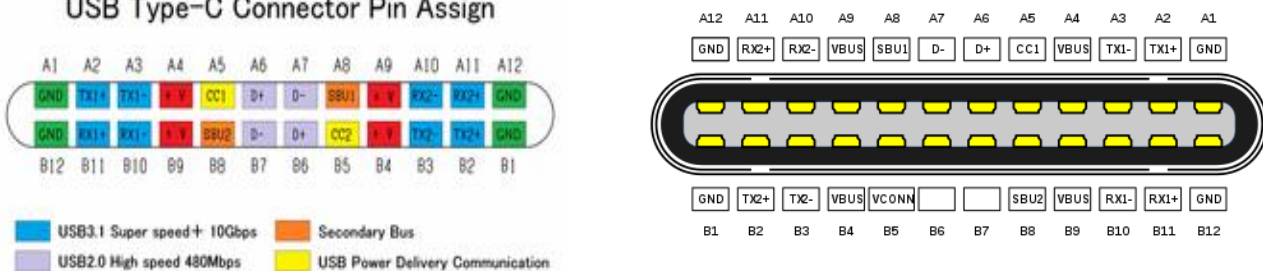 USB Type-C Connector Pin Assign
A1 A2 A3 A4 A5 A6 A7 A8 A9 A10 A11 A12
GND TX1+ TX1- + V CC1 D+ D- SBU1 + V RX2- RX2+ GND
GND RX1+ RX1- + V SBU2 D- D+ CC2 + V TX2- TX2+ GND
B12 B11 B10 B9 B8 B7 B6 B5 B4 B3 B2 B1
USB3.1 Super speed+ 10Gbps
Secondary Bus
USB2.0 High speed 480Mbps
USB Power Delivery Communication
A12 A11 A10 A9 A8 A7 A6 A5 A4 A3 A2 A1
GND RX2+ RX2- VBUS SBU1 D- D+ CC1 VBUS TX1- TX1+ GND
GND TX2+ TX2- VBUS VCONN SBU2 VBUS RX1- RX1+ GND
B1 B2 B3 B4 B5 B6 B7 B8 B9 B10 B11 B12